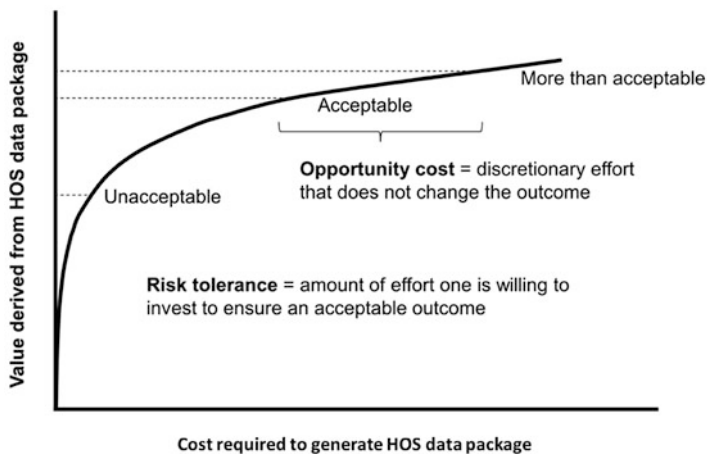 Value derived from HOS data package
More than acceptable
Acceptable
Opportunity cost = discretionary effort
that does not change the outcome
Unacceptable
Risk tolerance = amount of effort one is willing to
invest to ensure an acceptable outcome
Cost required to generate HOS data package